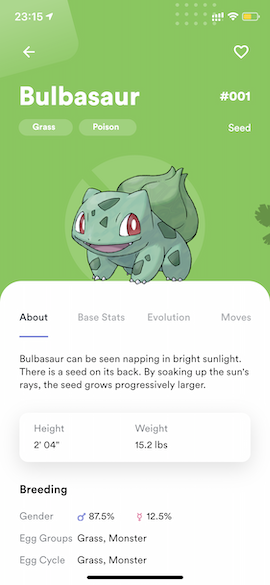 23:15
Bulbasaur
#001
Grass Poison
Seed
About Base Stats Evolution Moves
Bulbasaur can be seen napping in bright sunlight.
There is a seed on its back. By soaking up the sun's
rays, the seed grows progressively larger.
Height Weight
2' 04" 15.2 lbs
Breeding
Gender ♂ 87.5% ♀ 12.5%
Egg Groups Grass, Monster
Egg Cycle Grass, Monster